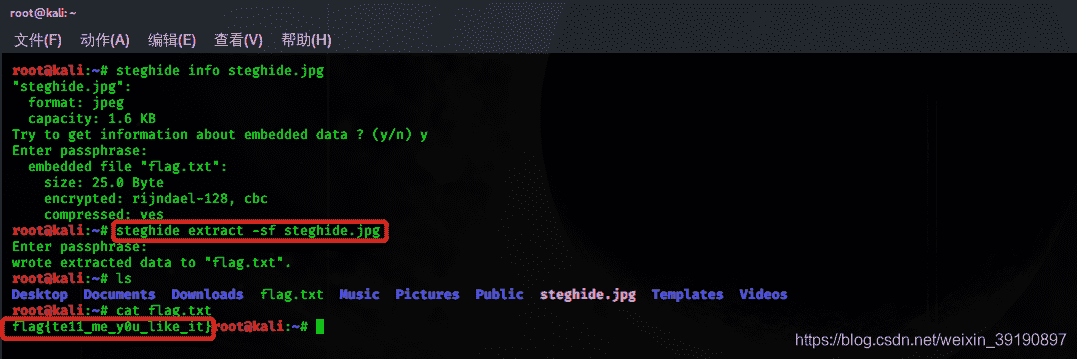 root@kali: ~
文件(F) 动作(A) 编辑(E) 查看(V) 帮助(H)
root@kali:~# steghide info steghide.jpg
"steghide.jpg":
  format: jpeg
  capacity: 1.6 KB
Try to get information about embedded data ? (y/n) y
Enter passphrase:
  embedded file "flag.txt":
    size: 25.0 Byte
    encrypted: rijndael-128, cbc
    compressed: yes
root@kali:~# steghide extract -sf steghide.jpg
Enter passphrase:
wrote extracted data to "flag.txt".
root@kali:~# ls
Desktop Documents Downloads flag.txt Music Pictures Public steghide.jpg Templates Videos
root@kali:~# cat flag.txt
flag{te11_me_y0u_like_it}root@kali:~#
https://blog.csdn.net/weixin_39190897